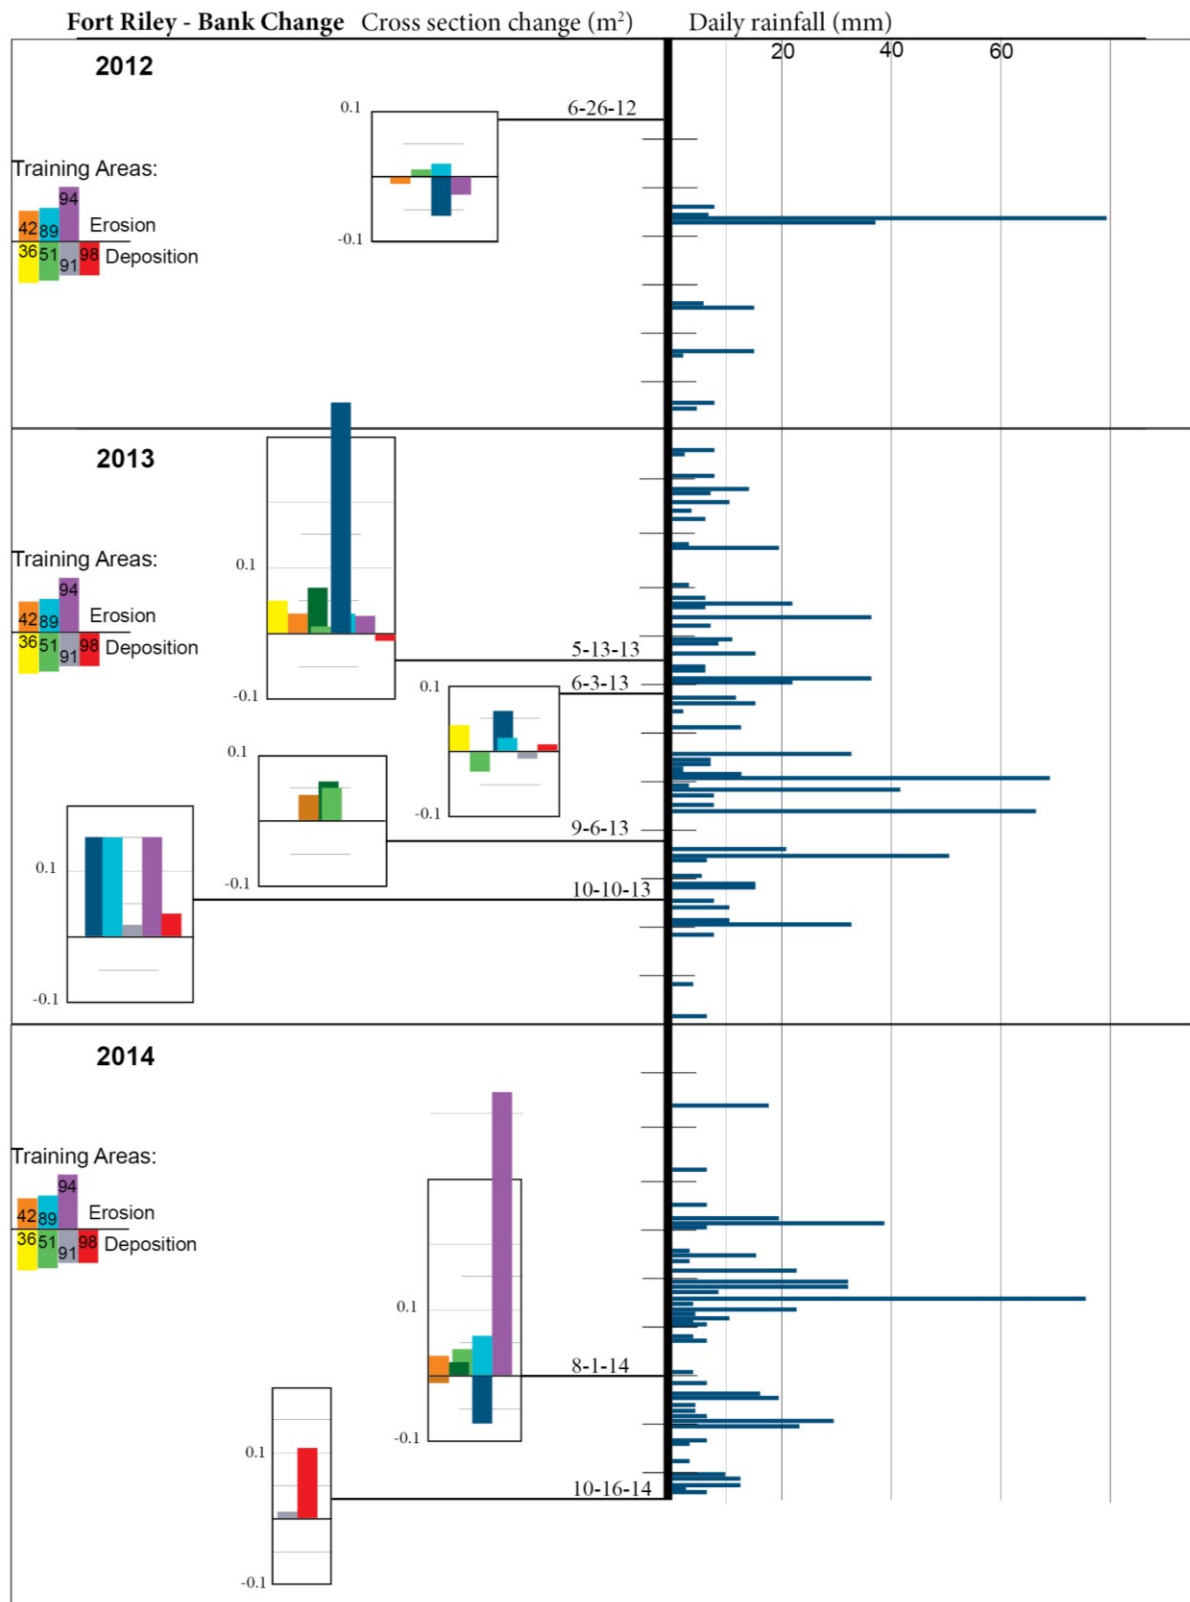 Fort Riley - Bank Change Cross section change (m²) Daily rainfall (mm)
20 40 60
2012
0.1
6-26-12
Training Areas:
94
42 89 Erosion
36 51 91 98 Deposition
-0.1
2013
Training Areas:
0.1
94
42 89 Erosion
36 51 91 98 Deposition
5-13-13
6-3-13
0.1
-0.1
0.1
-0.1
9-6-13
0.1
-0.1
10-10-13
-0.1
2014
Training Areas:
94
42 89 Erosion
36 51 91 98 Deposition
0.1
8-1-14
-0.1
0.1
10-16-14
-0.1